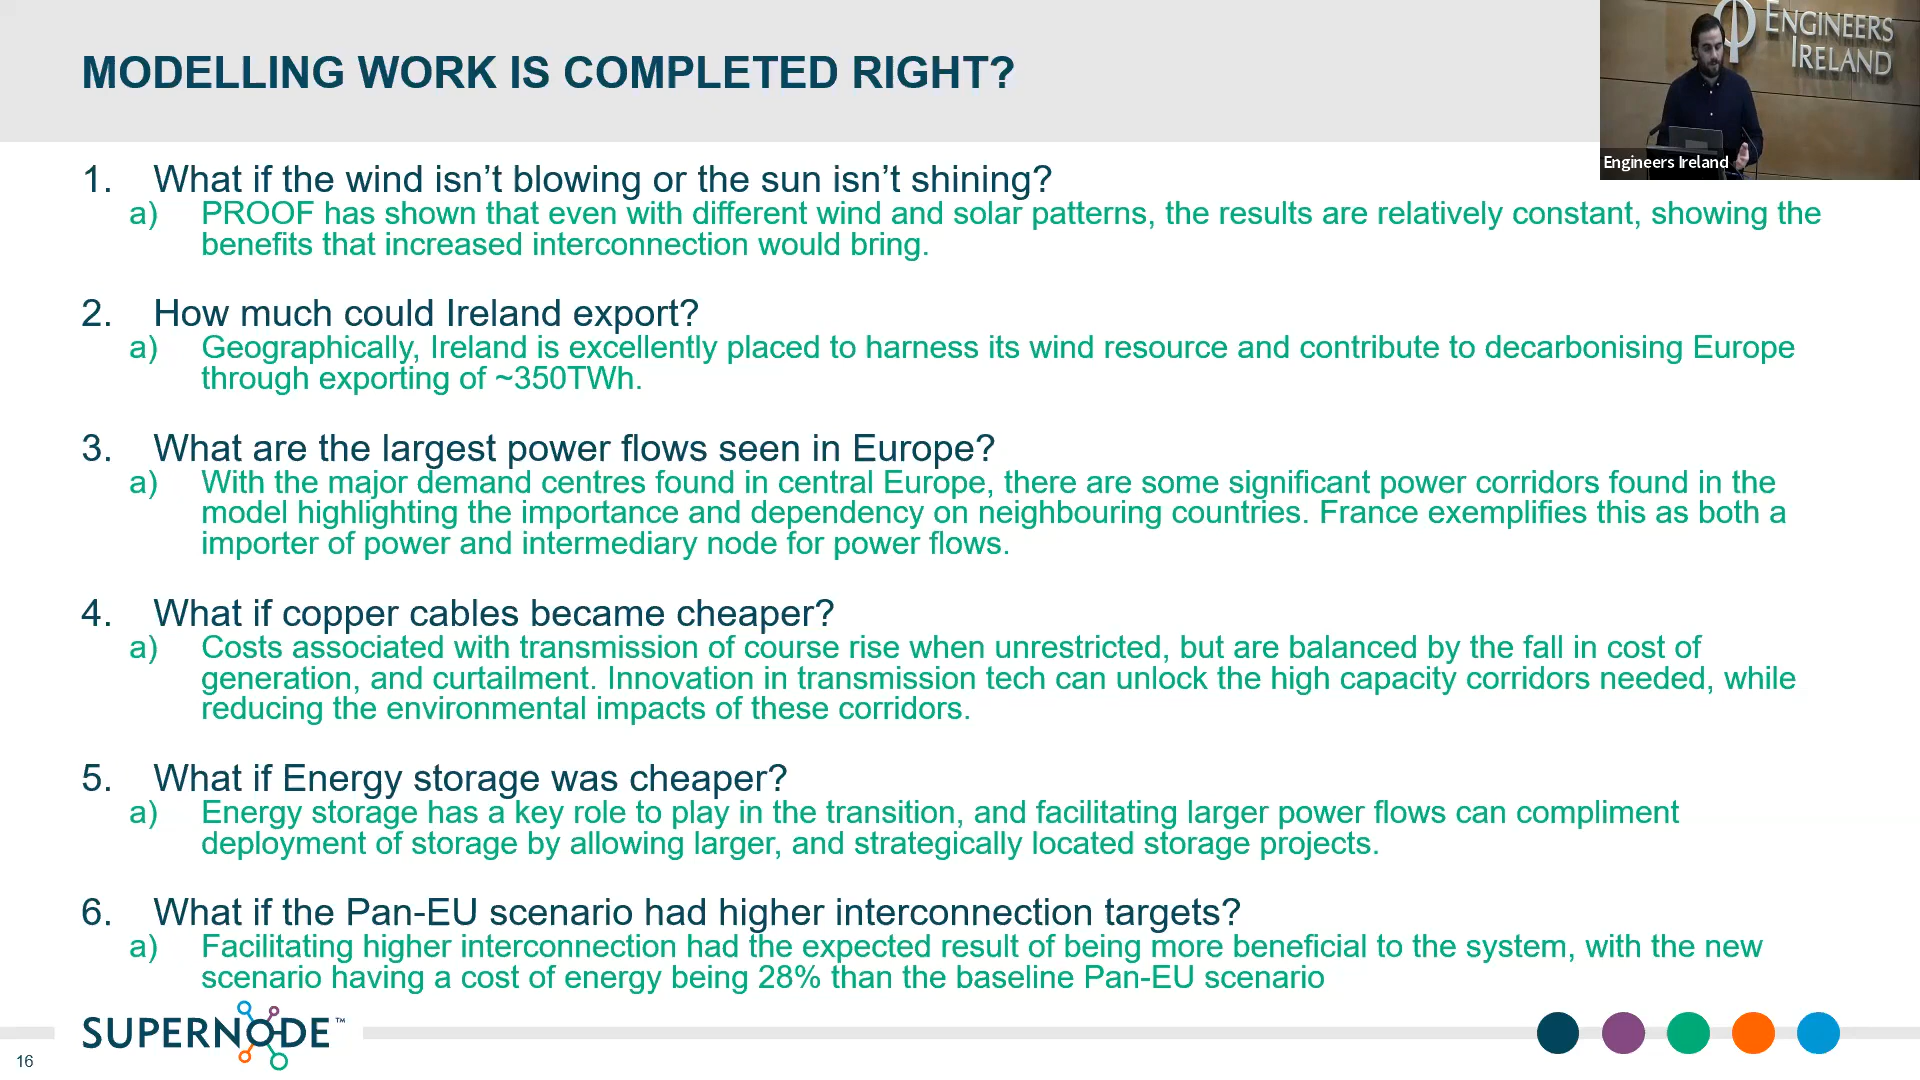 MODELLING WORK IS COMPLETED RIGHT?
ENGINEERS
IRELAND
Engineers Ireland
1. What if the wind isn’t blowing or the sun isn’t shining?
a) PROOF has shown that even with different wind and solar patterns, the results are relatively constant, showing the
benefits that increased interconnection would bring.
2. How much could Ireland export?
a) Geographically, Ireland is excellently placed to harness its wind resource and contribute to decarbonising Europe
through exporting of ~350TWh.
3. What are the largest power flows seen in Europe?
a) With the major demand centres found in central Europe, there are some significant power corridors found in the
model highlighting the importance and dependency on neighbouring countries. France exemplifies this as both a
importer of power and intermediary node for power flows.
4. What if copper cables became cheaper?
a) Costs associated with transmission of course rise when unrestricted, but are balanced by the fall in cost of
generation, and curtailment. Innovation in transmission tech can unlock the high capacity corridors needed, while
reducing the environmental impacts of these corridors.
5. What if Energy storage was cheaper?
a) Energy storage has a key role to play in the transition, and facilitating larger power flows can compliment
deployment of storage by allowing larger, and strategically located storage projects.
6. What if the Pan-EU scenario had higher interconnection targets?
a) Facilitating higher interconnection had the expected result of being more beneficial to the system, with the new
scenario having a cost of energy being 28% than the baseline Pan-EU scenario
SUPERNODE™
16